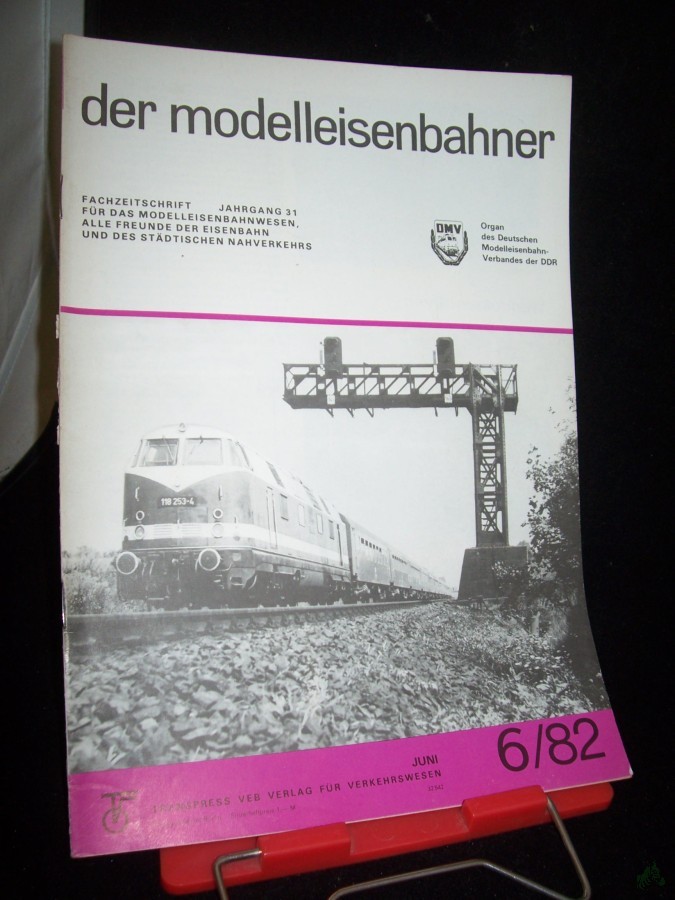 der modelleisenbahner
FACHZEITSCHRIFT JAHRGANG 31
FÜR DAS MODELLEISENBAHNWESEN,
ALLE FREUNDE DER EISENBAHN
UND DES STÄDTISCHEN NAHVERKEHRS
DMV
Organ
des Deutschen
Modelleisenbahn-
Verbandes der DDR
118 253-4
JUNI
6/82
TRANSPRESS VEB VERLAG FÜR VERKEHRSWESEN